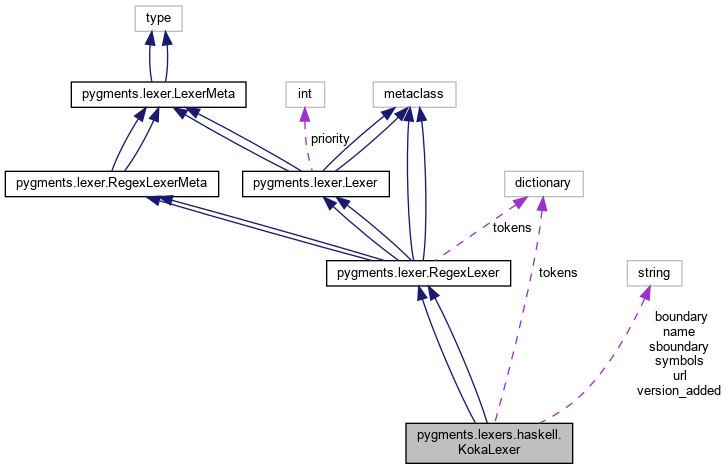 type
pygments.lexer.LexerMeta
int
metaclass
priority
pygments.lexer.RegexLexerMeta
pygments.lexer.Lexer
dictionary
tokens
pygments.lexer.RegexLexer
tokens
string
boundary
name
sboundary
symbols
url
version_added
pygments.lexers.haskell.
KokaLexer